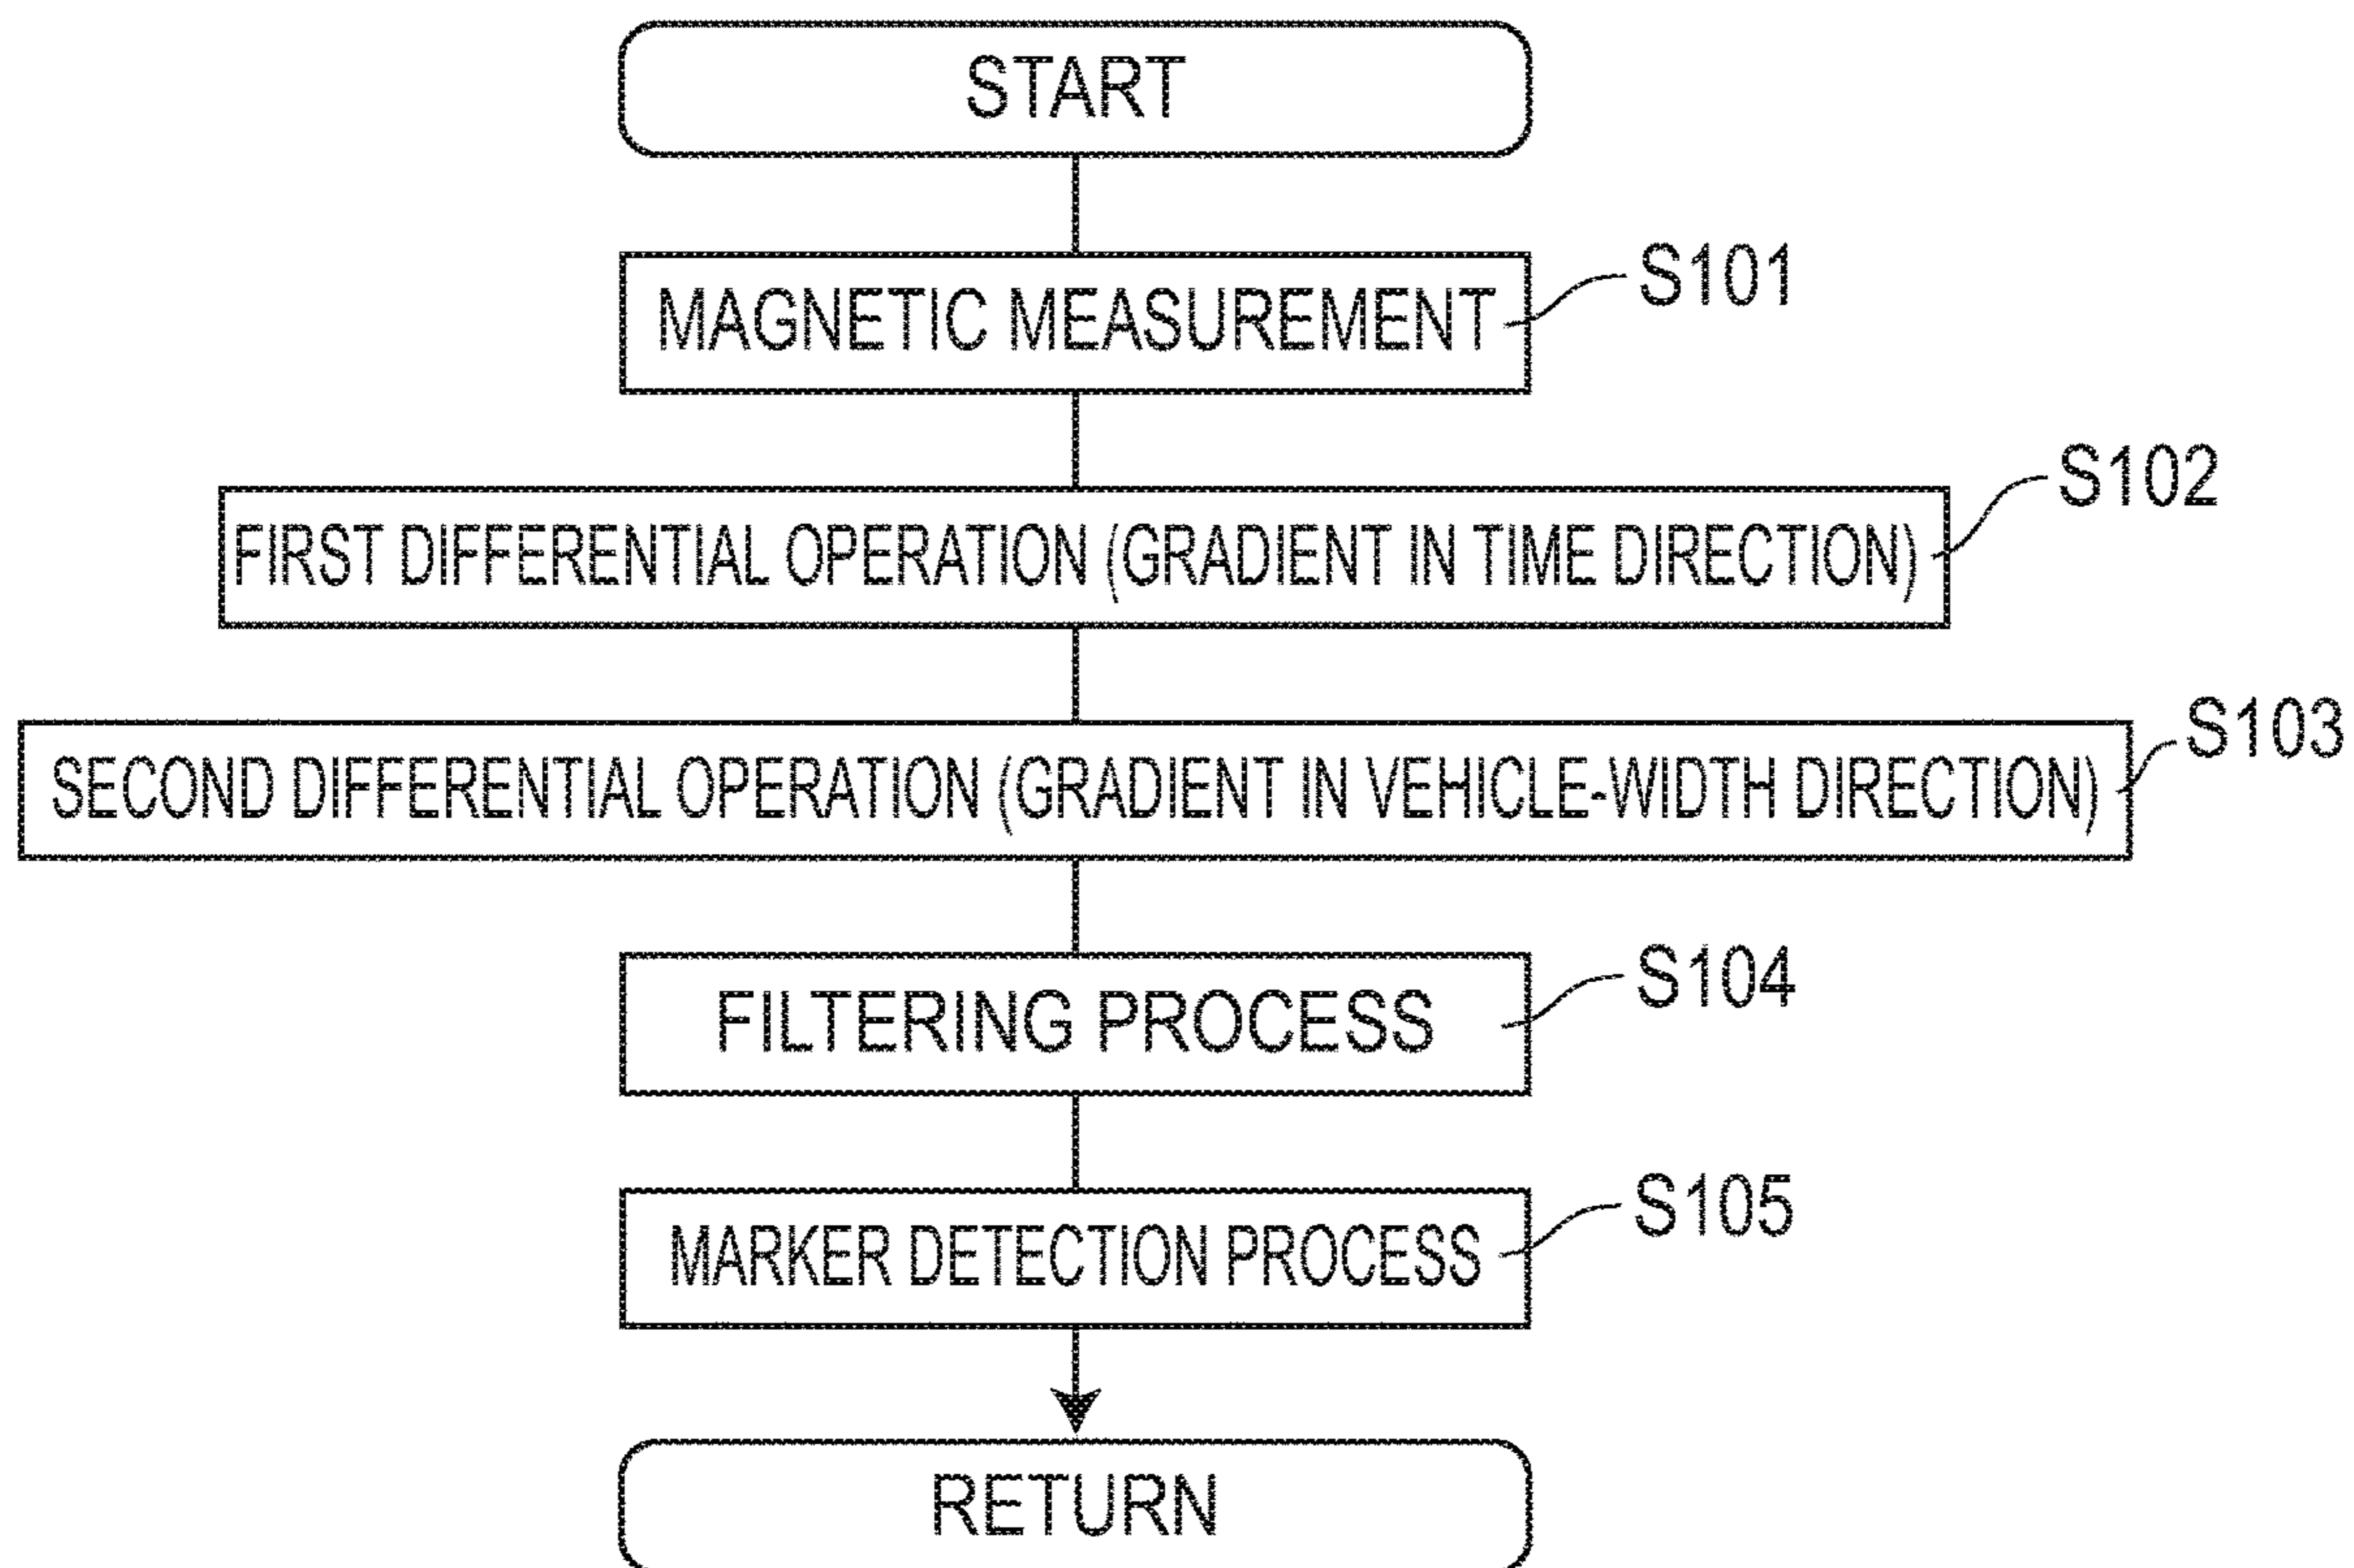 START
MAGNETIC MEASUREMENT
S101
FIRST DIFFERENTIAL OPERATION (GRADIENT IN TIME DIRECTION)
S102
SECOND DIFFERENTIAL OPERATION (GRADIENT IN VEHICLE-WIDTH DIRECTION)
S103
FILTERING PROCESS
S104
MARKER DETECTION PROCESS
S105
RETURN